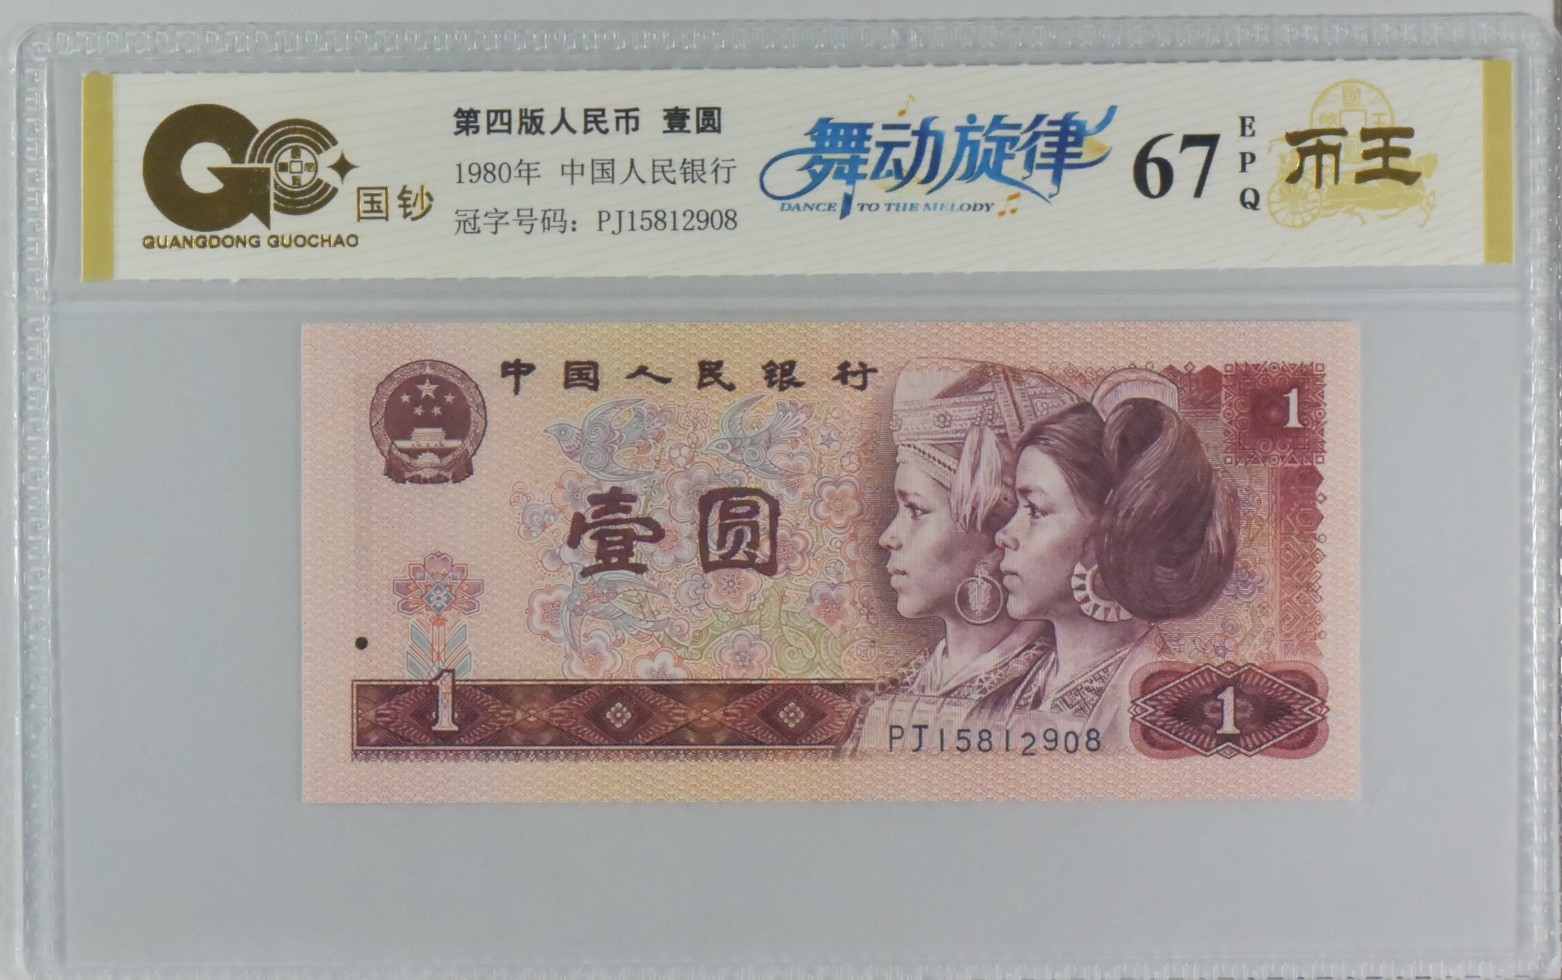 国钞
QUANGDONG QUOCHAO
第四版人民币 壹圆
1980年 中国人民银行
冠字号码：PJ15812908
舞动旋律
DANCE TO THE MELODY
67
EPQ
币王
中国人民银行
1
壹圆
1
PJ15812908
1